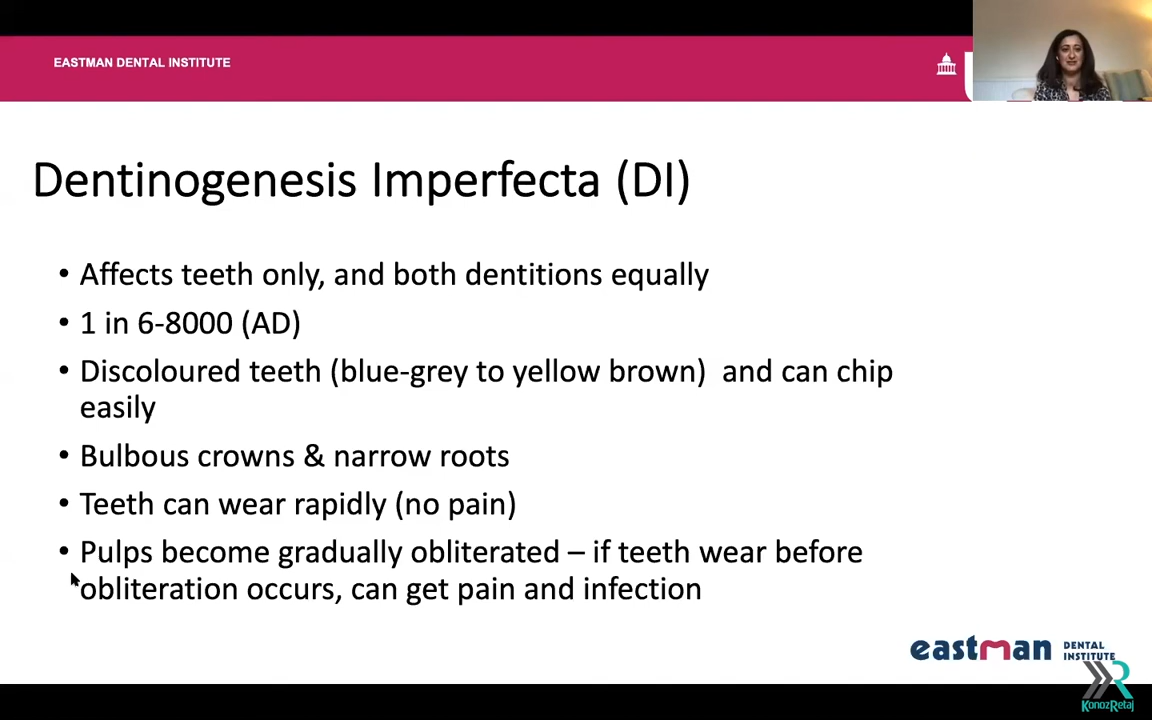 EASTMAN DENTAL INSTITUTE
Dentinogenesis Imperfecta (DI)
• Affects teeth only, and both dentitions equally
• 1 in 6-8000 (AD)
• Discoloured teeth (blue-grey to yellow brown)  and can chip
easily
• Bulbous crowns & narrow roots
• Teeth can wear rapidly (no pain)
• Pulps become gradually obliterated – if teeth wear before
obliteration occurs, can get pain and infection
eastman DENTAL
INSTITUTE
KonozRetaj